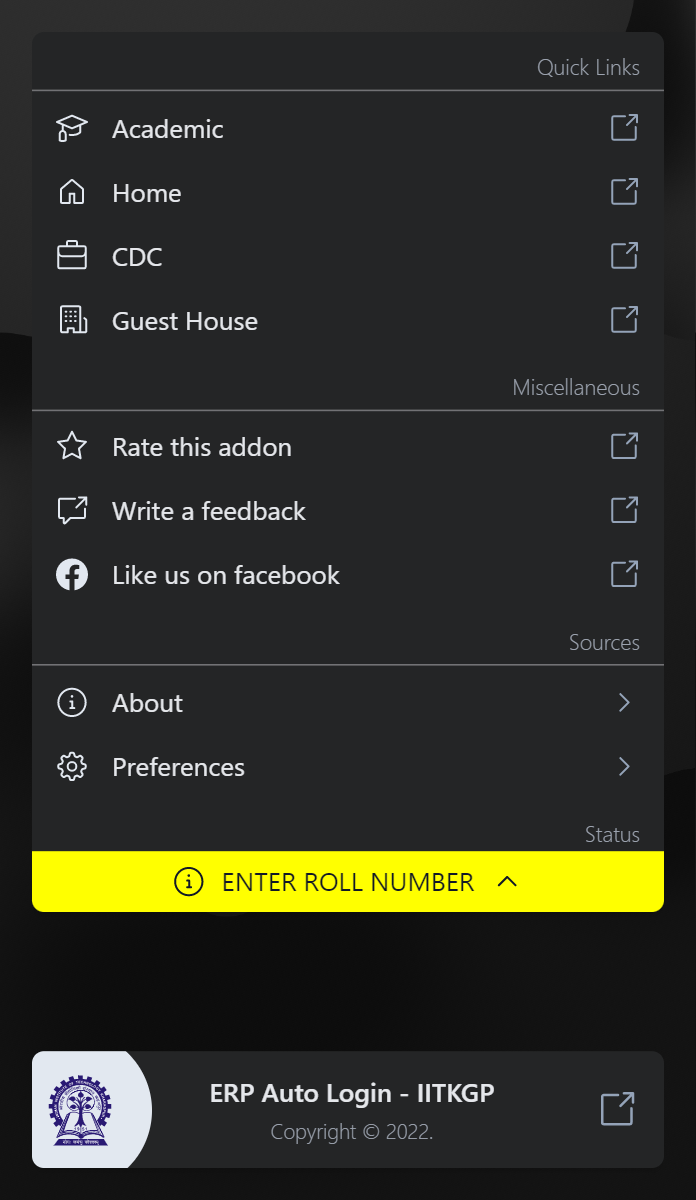 Quick Links
Academic
Home
CDC
Guest House
Miscellaneous
Rate this addon
Write a feedback
Like us on facebook
Sources
About
Preferences
Status
ENTER ROLL NUMBER
ERP Auto Login - IITKGP
Copyright © 2022.